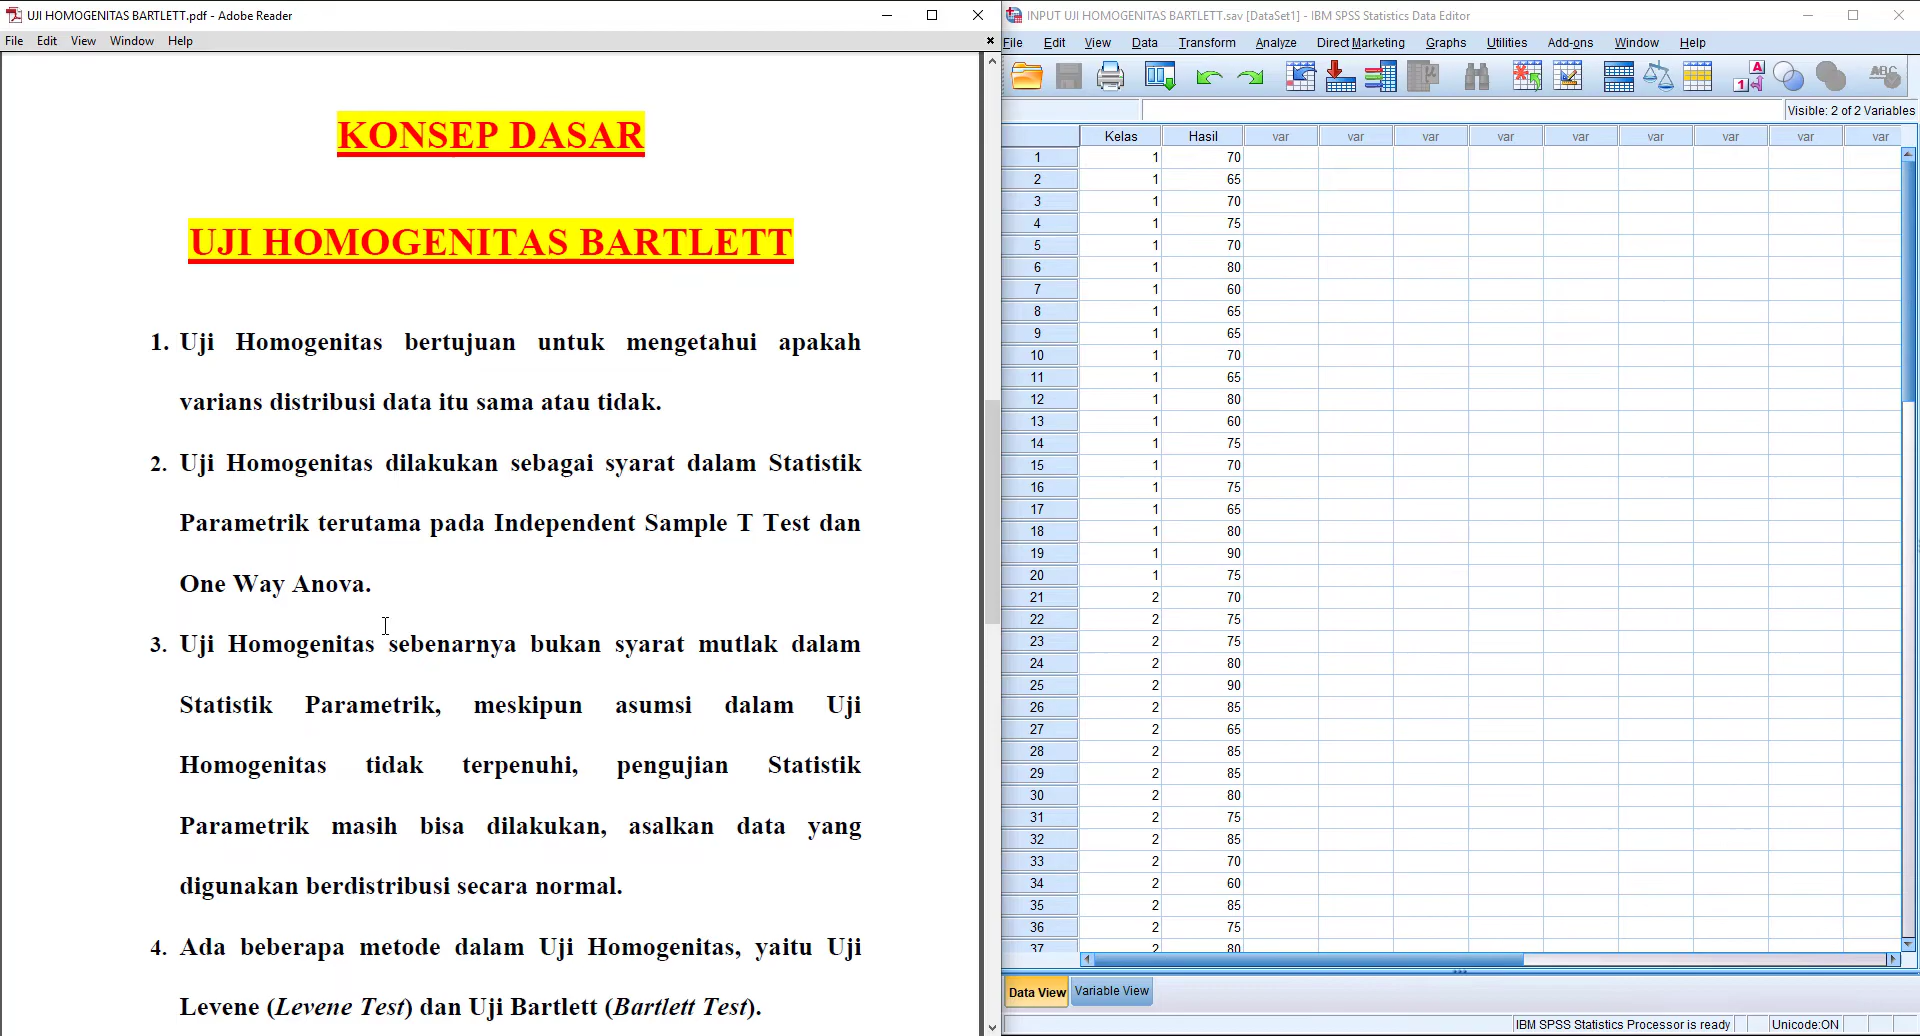 UJI HOMOGENITAS BARTLETT.pdf - Adobe Reader
File Edit View Window Help
KONSEP DASAR
UJI HOMOGENITAS BARTLETT
1. Uji Homogenitas bertujuan untuk mengetahui apakah
varians distribusi data itu sama atau tidak.
2. Uji Homogenitas dilakukan sebagai syarat dalam Statistik
Parametrik terutama pada Independent Sample T Test dan
One Way Anova.
3. Uji Homogenitas sebenarnya bukan syarat mutlak dalam
Statistik Parametrik, meskipun asumsi dalam Uji
Homogenitas tidak terpenuhi, pengujian Statistik
Parametrik masih bisa dilakukan, asalkan data yang
digunakan berdistribusi secara normal.
4. Ada beberapa metode dalam Uji Homogenitas, yaitu Uji
Levene (Levene Test) dan Uji Bartlett (Bartlett Test).
INPUT UJI HOMOGENITAS BARTLETT.sav [DataSet1] - IBM SPSS Statistics Data Editor
File Edit View Data Transform Analyze Direct Marketing Graphs Utilities Add-ons Window Help
Visible: 2 of 2 Variables
Kelas Hasil var var var var var var var var var
1 1 70
2 1 65
3 1 70
4 1 75
5 1 70
6 1 80
7 1 60
8 1 65
9 1 65
10 1 70
11 1 65
12 1 80
13 1 60
14 1 75
15 1 70
16 1 75
17 1 65
18 1 80
19 1 90
20 1 75
21 2 70
22 2 75
23 2 75
24 2 80
25 2 90
26 2 85
27 2 65
28 2 85
29 2 85
30 2 80
31 2 75
32 2 85
33 2 70
34 2 60
35 2 85
36 2 75
37 2 80
Data View Variable View
IBM SPSS Statistics Processor is ready Unicode:ON